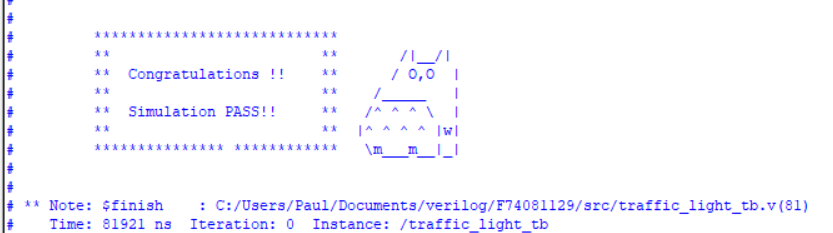 #
#
#         ****************************
#         **                        **        /|__/|
#         **  Congratulations !!    **       / O,O  |
#         **                        **     /_____   |
#         **  Simulation PASS!!     **    /^ ^ ^ \  |
#         **                        **   |^ ^ ^ ^ |w|
#         *************** ************    \m___m__|_|
#
#
# ** Note: $finish    : C:/Users/Paul/Documents/verilog/F74081129/src/traffic_light_tb.v(81)
#    Time: 81921 ns  Iteration: 0  Instance: /traffic_light_tb